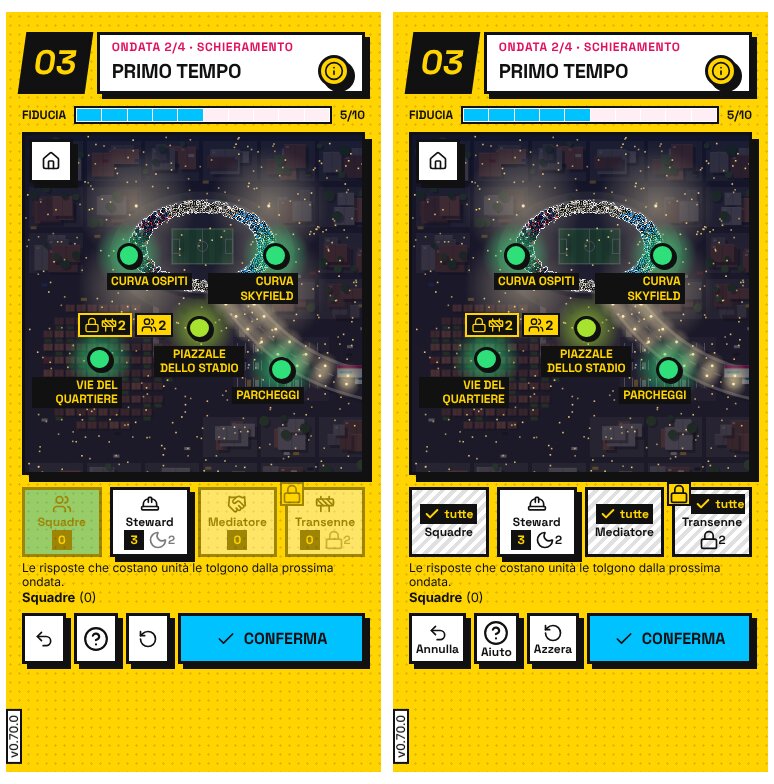 03
ONDATA 2/4 · SCHIERAMENTO
PRIMO TEMPO
FIDUCIA
5/10
CURVA OSPITI
CURVA
SKYFIELD
2
2
PIAZZALE
DELLO STADIO
VIE DEL
QUARTIERE
PARCHEGGI
Squadre
0
Steward
3
2
Mediatore
0
Transenne
0
2
Le risposte che costano unità le tolgono dalla prossima
ondata.
Squadre (0)
CONFERMA
v0.70.0
03
ONDATA 2/4 · SCHIERAMENTO
PRIMO TEMPO
FIDUCIA
5/10
CURVA OSPITI
CURVA
SKYFIELD
2
2
PIAZZALE
DELLO STADIO
VIE DEL
QUARTIERE
PARCHEGGI
tutte
Squadre
Steward
3
2
tutte
Mediatore
tutte
Transenne
2
Le risposte che costano unità le tolgono dalla prossima
ondata.
Squadre (0)
Annulla
Aiuto
Azzera
CONFERMA
v0.70.0